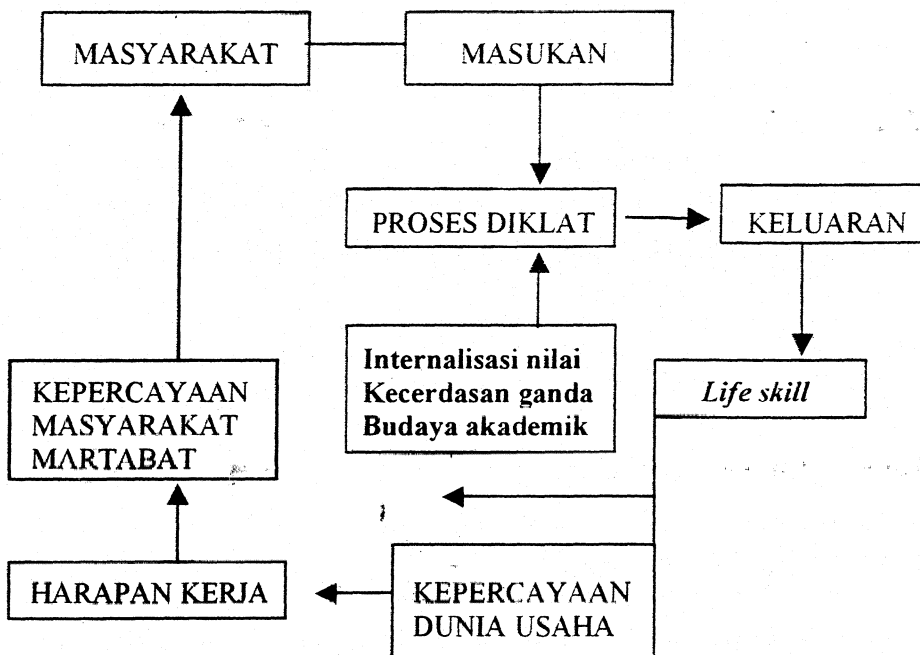 MASYARAKAT
MASUKAN
PROSES DIKLAT
KELUARAN
Internalisasi nilai
Kecerdasan ganda
Budaya akademik
Life skill
KEPERCAYAAN
MASYARAKAT
MARTABAT
HARAPAN KERJA
KEPERCAYAAN
DUNIA USAHA